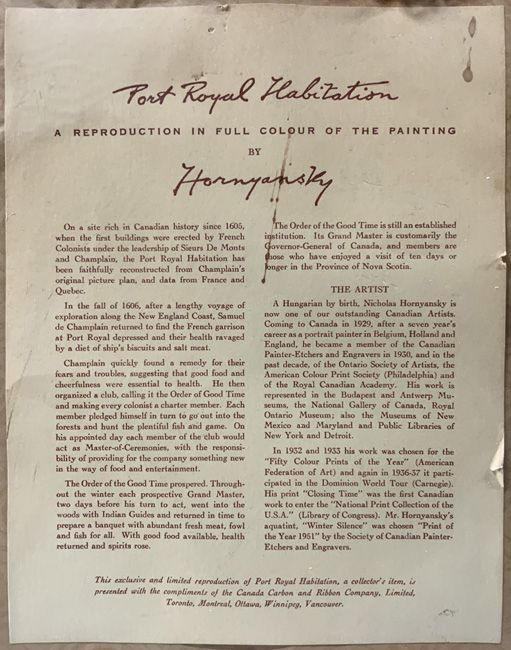 Port Royal Habitation
A REPRODUCTION IN FULL COLOUR OF THE PAINTING
BY
Hornyansky
On a site rich in Canadian history since 1605,
when the first buildings were erected by French
Colonists under the leadership of Sieurs De Monts
and Champlain, the Port Royal Habitation has
been faithfully reconstructed from Champlain's
original picture plan, and data from France and
Quebec.
In the fall of 1606, after a lengthy voyage of
exploration along the New England Coast, Samuel
de Champlain returned to find the French garrison
at Port Royal depressed and their health ravaged
by a diet of ship's biscuits and salt meat.
Champlain quickly found a remedy for their
fears and troubles, suggesting that good food and
cheerfulness were essential to health. He then
organized a club, calling it the Order of Good Time
and making every colonist a charter member. Each
member pledged himself in turn to go out into the
forests and hunt the plentiful fish and game. On
his appointed day each member of the club would
act as Master-of-Ceremonies, with the responsi-
bility of providing for the company something new
in the way of food and entertainment.
The Order of the Good Time prospered. Through-
out the winter each prospective Grand Master,
two days before his turn to act, went into the
woods with Indian Guides and returned in time to
prepare a banquet with abundant fresh meat, fowl
and fish for all. With good food available, health
returned and spirits rose.
The Order of the Good Time is still an established
institution. Its Grand Master is customarily the
Governor-General of Canada, and members are
those who have enjoyed a visit of ten days or
longer in the Province of Nova Scotia.
THE ARTIST
A Hungarian by birth, Nicholas Hornyansky is
now one of our outstanding Canadian Artists.
Coming to Canada in 1929, after a seven year's
career as a portrait painter in Belgium, Holland and
England, he became a member of the Canadian
Painter-Etchers and Engravers in 1930, and in the
past decade, of the Ontario Society of Artists, the
American Colour Print Society (Philadelphia) and
of the Royal Canadian Academy. His work is
represented in the Budapest and Antwerp Mu-
seums, the National Gallery of Canada, Royal
Ontario Museum; also the Museums of New
Mexico and Maryland and Public Libraries of
New York and Detroit.
In 1932 and 1933 his work was chosen for the
"Fifty Colour Prints of the Year" (American
Federation of Art) and again in 1936-37 it parti-
cipated in the Dominion World Tour (Carnegie).
His print "Closing Time" was the first Canadian
work to enter the "National Print Collection of the
U.S.A." (Library of Congress). Mr. Hornyansky's
aquatint, "Winter Silence" was chosen "Print of
the Year 1951" by the Society of Canadian Painter-
Etchers and Engravers.
This exclusive and limited reproduction of Port Royal Habitation, a collector's item, is
presented with the compliments of the Canada Carbon and Ribbon Company, Limited,
Toronto, Montreal, Ottawa, Winnipeg, Vancouver.